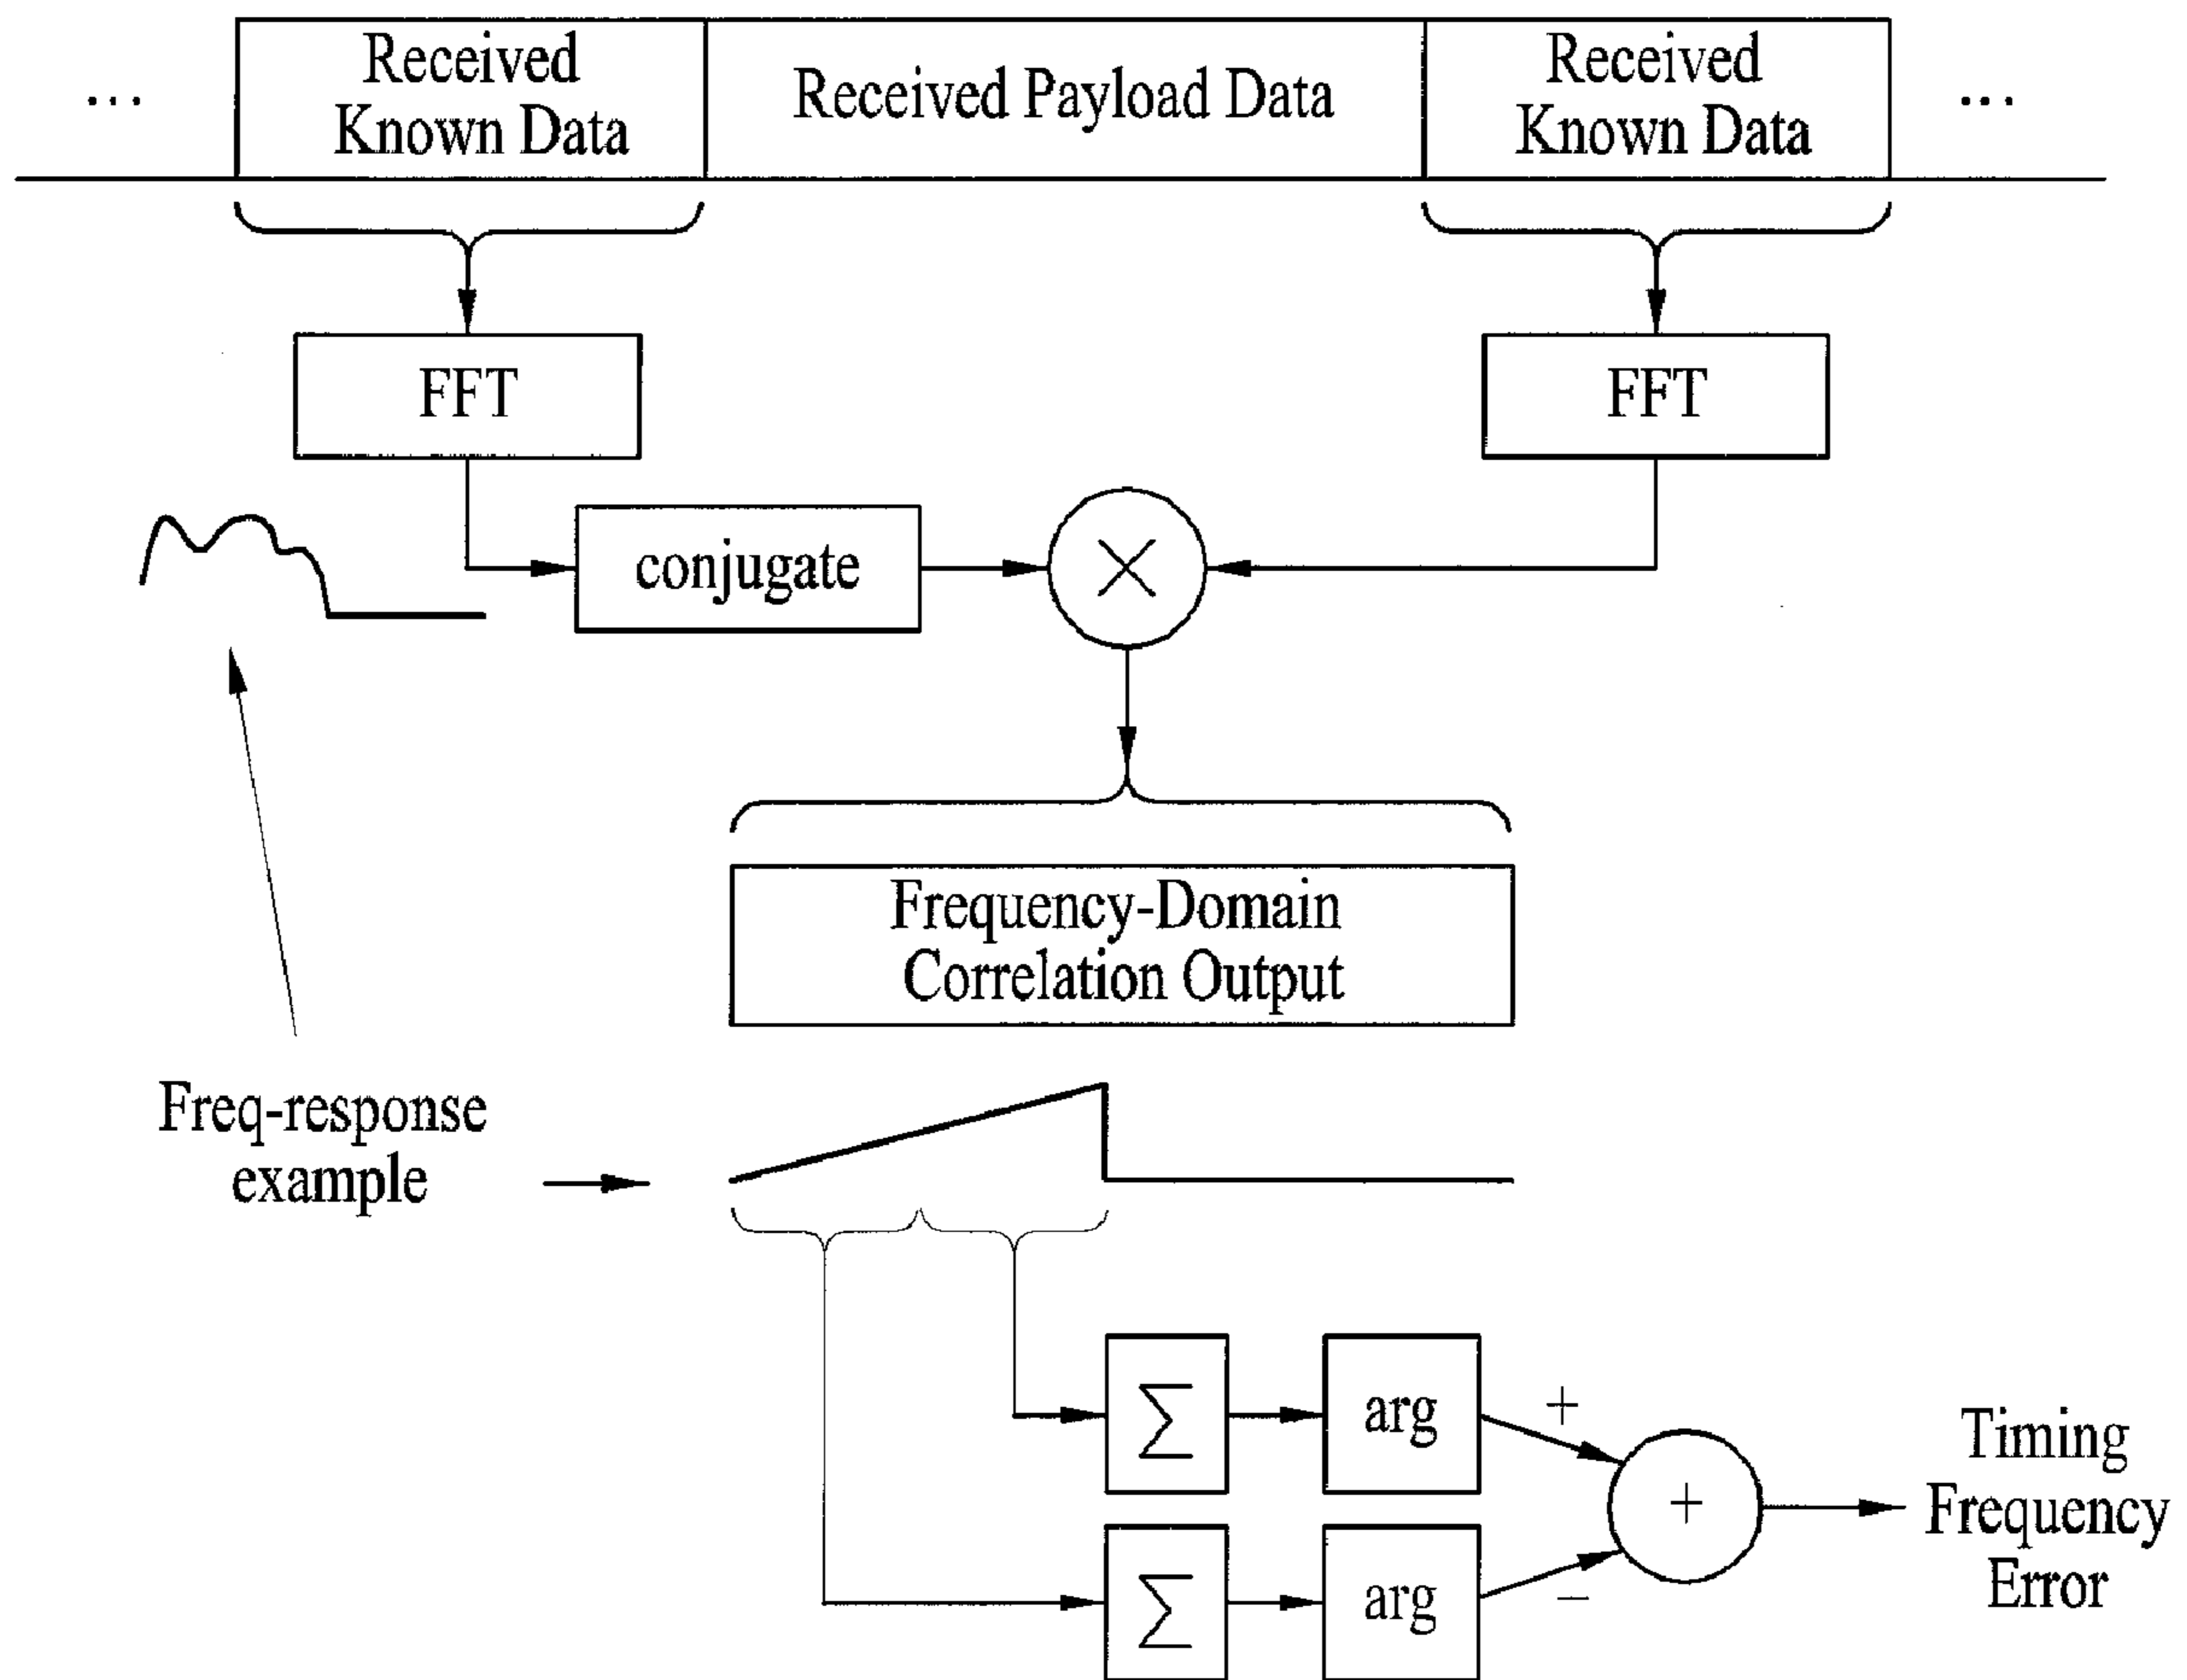 ...
Received
Known Data
Received Payload Data
Received
Known Data
...
FFT
FFT
conjugate
×
Frequency-Domain
Correlation Output
Freq-response
example
Σ
arg
+
+
Timing
Frequency
Error
Σ
arg
−